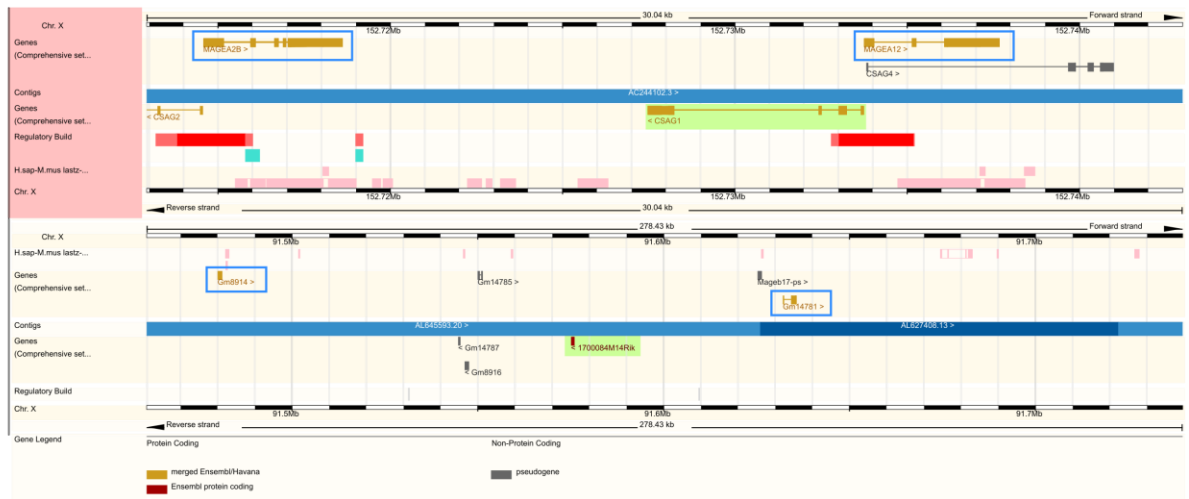 Chr. X 30.04 kb Forward strand
152.72Mb 152.73Mb 152.74Mb
Genes
(Comprehensive set...
MAGEA2B > MAGEA12 >
CSAG4 >
Contigs AC244102.3 >
Genes
(Comprehensive set...
< CSAG2 < CSAG1
Regulatory Build
H.sap-M.mus lastz-...
Chr. X 152.72Mb 152.73Mb 152.74Mb
Reverse strand 30.04 kb
Chr. X 278.43 kb Forward strand
91.5Mb 91.6Mb 91.7Mb
H.sap-M.mus lastz-...
Genes
(Comprehensive set...
Gm8914 > Gm14785 > Mageb17-ps >
Gm14781 >
Contigs AL645593.20 > AL627408.13 >
Genes
(Comprehensive set...
< Gm14787 < 1700084M14Rik
< Gm8916
Regulatory Build
Chr. X 91.5Mb 91.6Mb 91.7Mb
Reverse strand 278.43 kb
Gene Legend Protein Coding Non-Protein Coding
merged Ensembl/Havana pseudogene
Ensembl protein coding